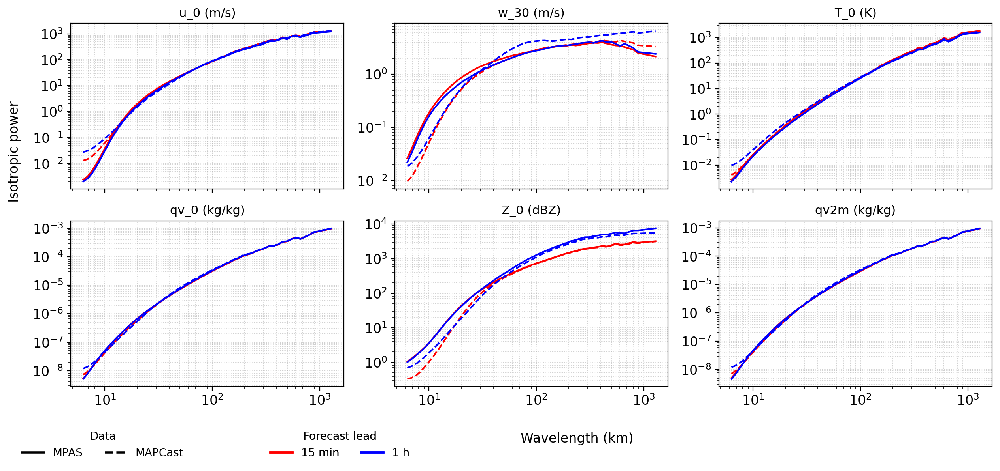 u_0 (m/s)
w_30 (m/s)
T_0 (K)
10³
10²
10¹
10⁰
10⁻¹
10⁻²
10⁰
10⁻¹
10⁻²
10³
10²
10¹
10⁰
10⁻¹
10⁻²
Isotropic power
qv_0 (kg/kg)
Z_0 (dBZ)
qv2m (kg/kg)
10⁻³
10⁻⁴
10⁻⁵
10⁻⁶
10⁻⁷
10⁻⁸
10¹ 10² 10³
10⁴
10³
10²
10¹
10⁰
10¹ 10² 10³
10⁻³
10⁻⁴
10⁻⁵
10⁻⁶
10⁻⁷
10⁻⁸
10¹ 10² 10³
Wavelength (km)
Data
MPAS MAPCast
Forecast lead
15 min 1 h